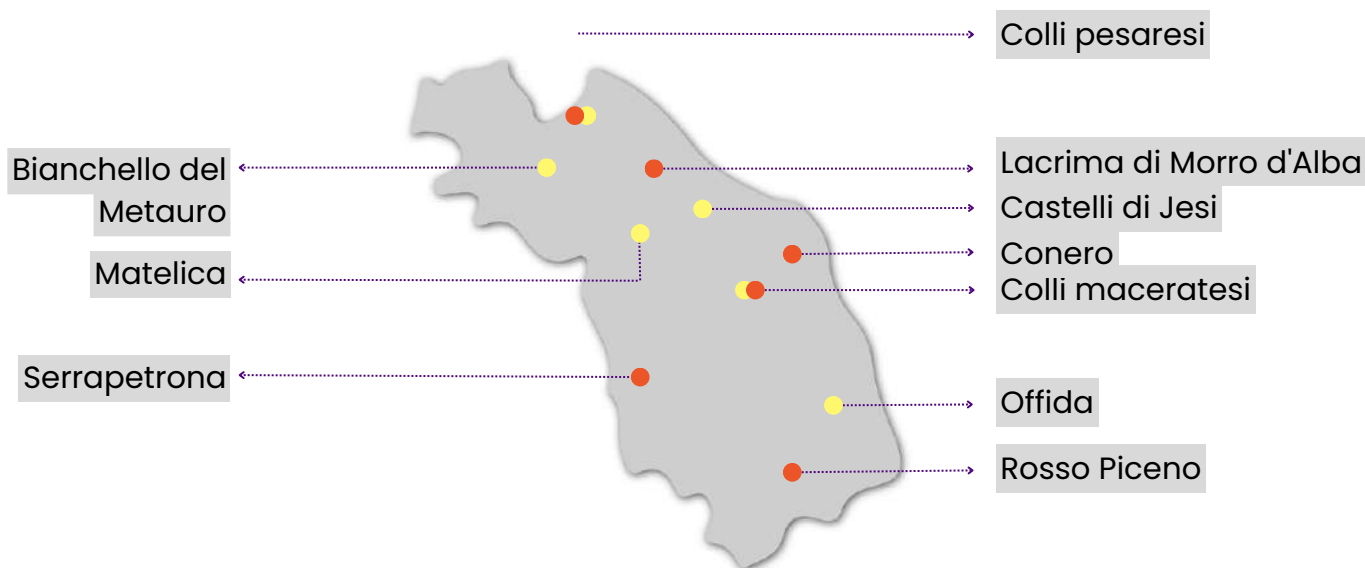 Colli pesaresi
Bianchello del
Metauro
Matelica
Serrapetrona
Lacrima di Morro d'Alba
Castelli di Jesi
Conero
Colli maceratesi
Offida
Rosso Piceno